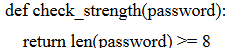 def check_strength(password):
return len(password) >= 8